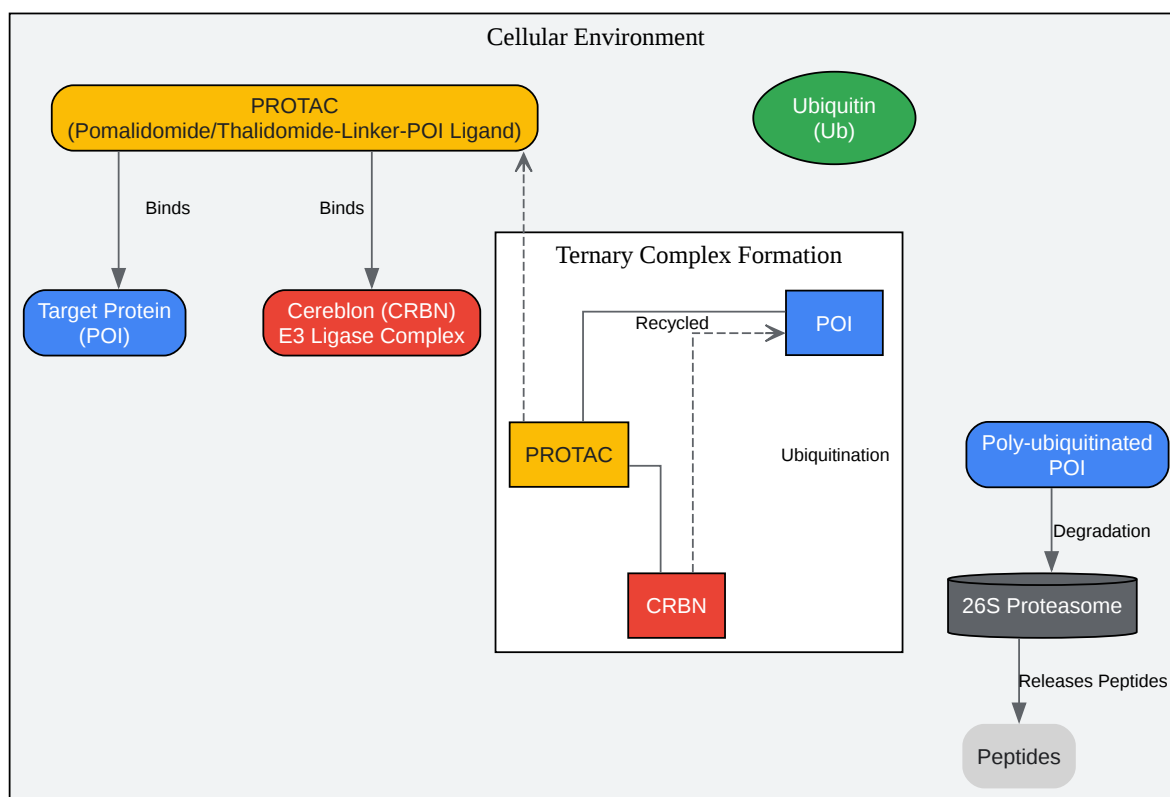 Cellular Environment
PROTAC
(Pomalidomide/Thalidomide-Linker-POI Ligand)
Ubiquitin
(Ub)
Binds
Binds
Ternary Complex Formation
Target Protein
(POI)
Cereblon (CRBN)
E3 Ligase Complex
Recycled
POI
PROTAC
Ubiquitination
Poly-ubiquitinated
POI
Degradation
CRBN
26S Proteasome
Releases Peptides
Peptides